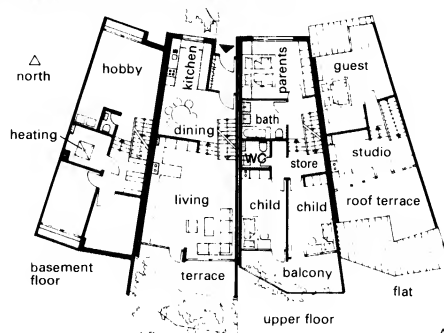 north
hobby
heating
basement
floor
kitchen
dining
living
terrace
parents
bath
WC
store
child
child
balcony
upper floor
guest
studio
roof terrace
flat